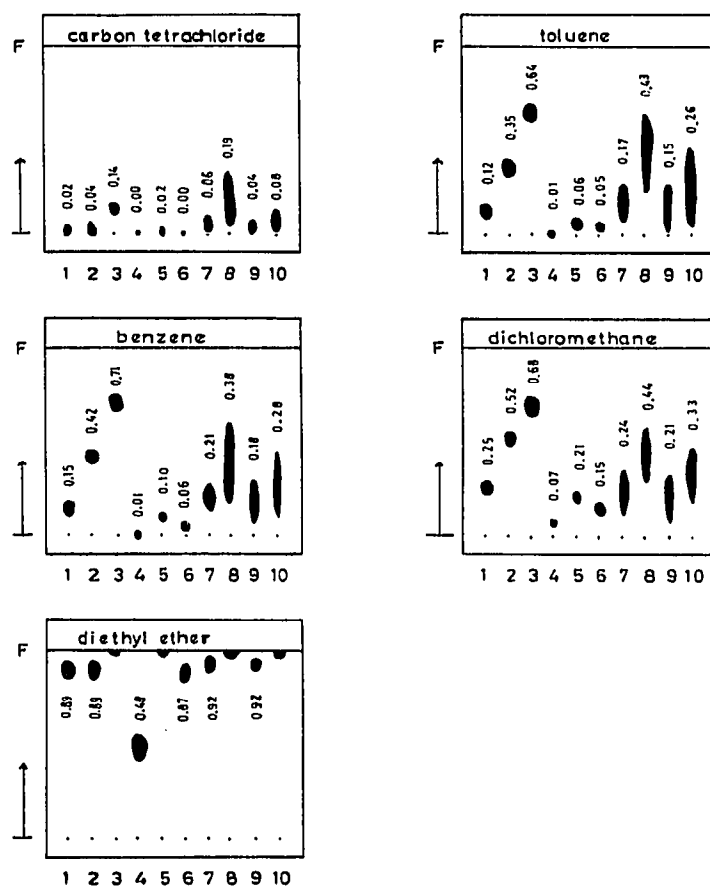 carbon tetrachloride
F
0.02 0.04 0.14 0.00 0.02 0.00 0.06 0.19 0.04 0.08
1 2 3 4 5 6 7 8 9 10
toluene
F
0.12 0.35 0.64 0.01 0.06 0.05 0.17 0.43 0.15 0.26
1 2 3 4 5 6 7 8 9 10
benzene
F
0.15 0.42 0.71 0.01 0.10 0.06 0.21 0.38 0.18 0.28
1 2 3 4 5 6 7 8 9 10
dichloromethane
F
0.25 0.52 0.68 0.07 0.21 0.15 0.24 0.44 0.21 0.33
1 2 3 4 5 6 7 8 9 10
diethyl ether
F
0.89 0.89 0.48 0.87 0.92 0.92
1 2 3 4 5 6 7 8 9 10